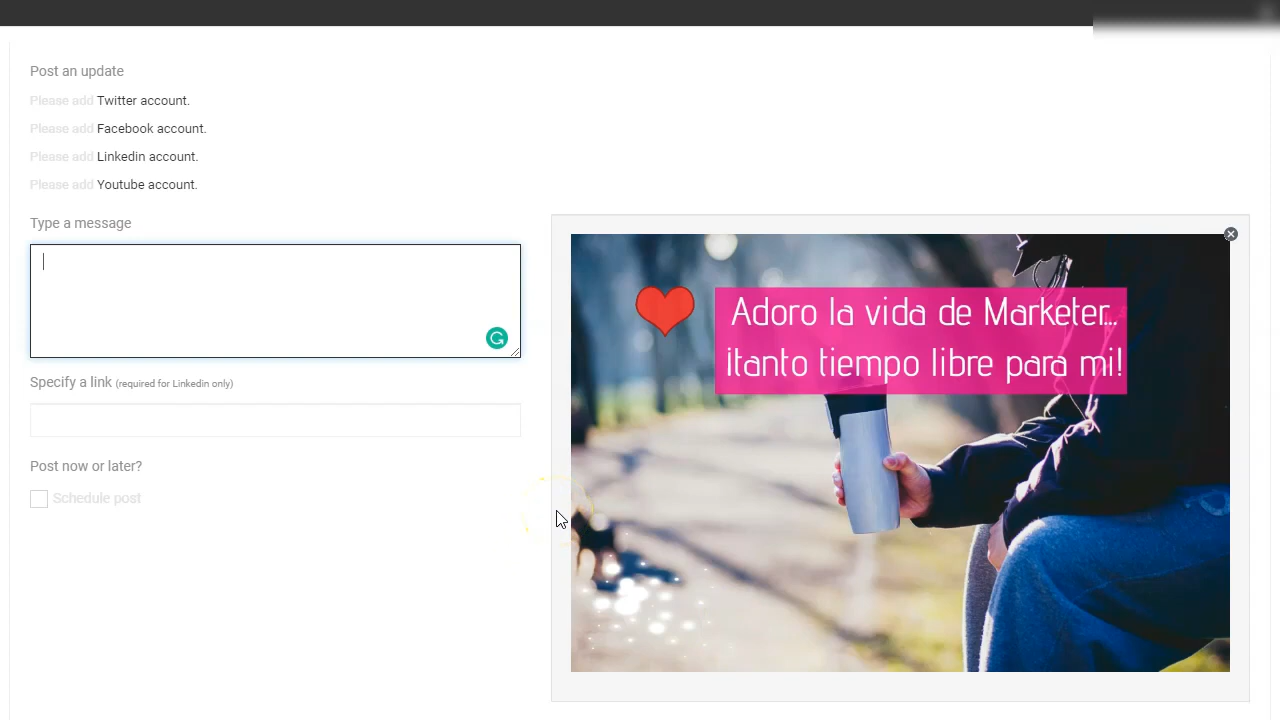 Post an update
Please add Twitter account.
Please add Facebook account.
Please add Linkedin account.
Please add Youtube account.
Type a message
Specify a link (required for Linkedin only)
Post now or later?
Schedule post
Adoro la vida de Marketer...
¡tanto tiempo libre para mi!